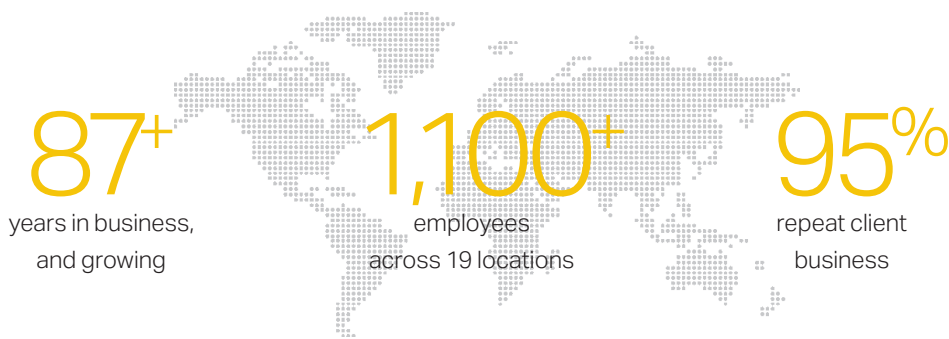 87+
years in business,
and growing
1,100+
employees
across 19 locations
95%
repeat client
business